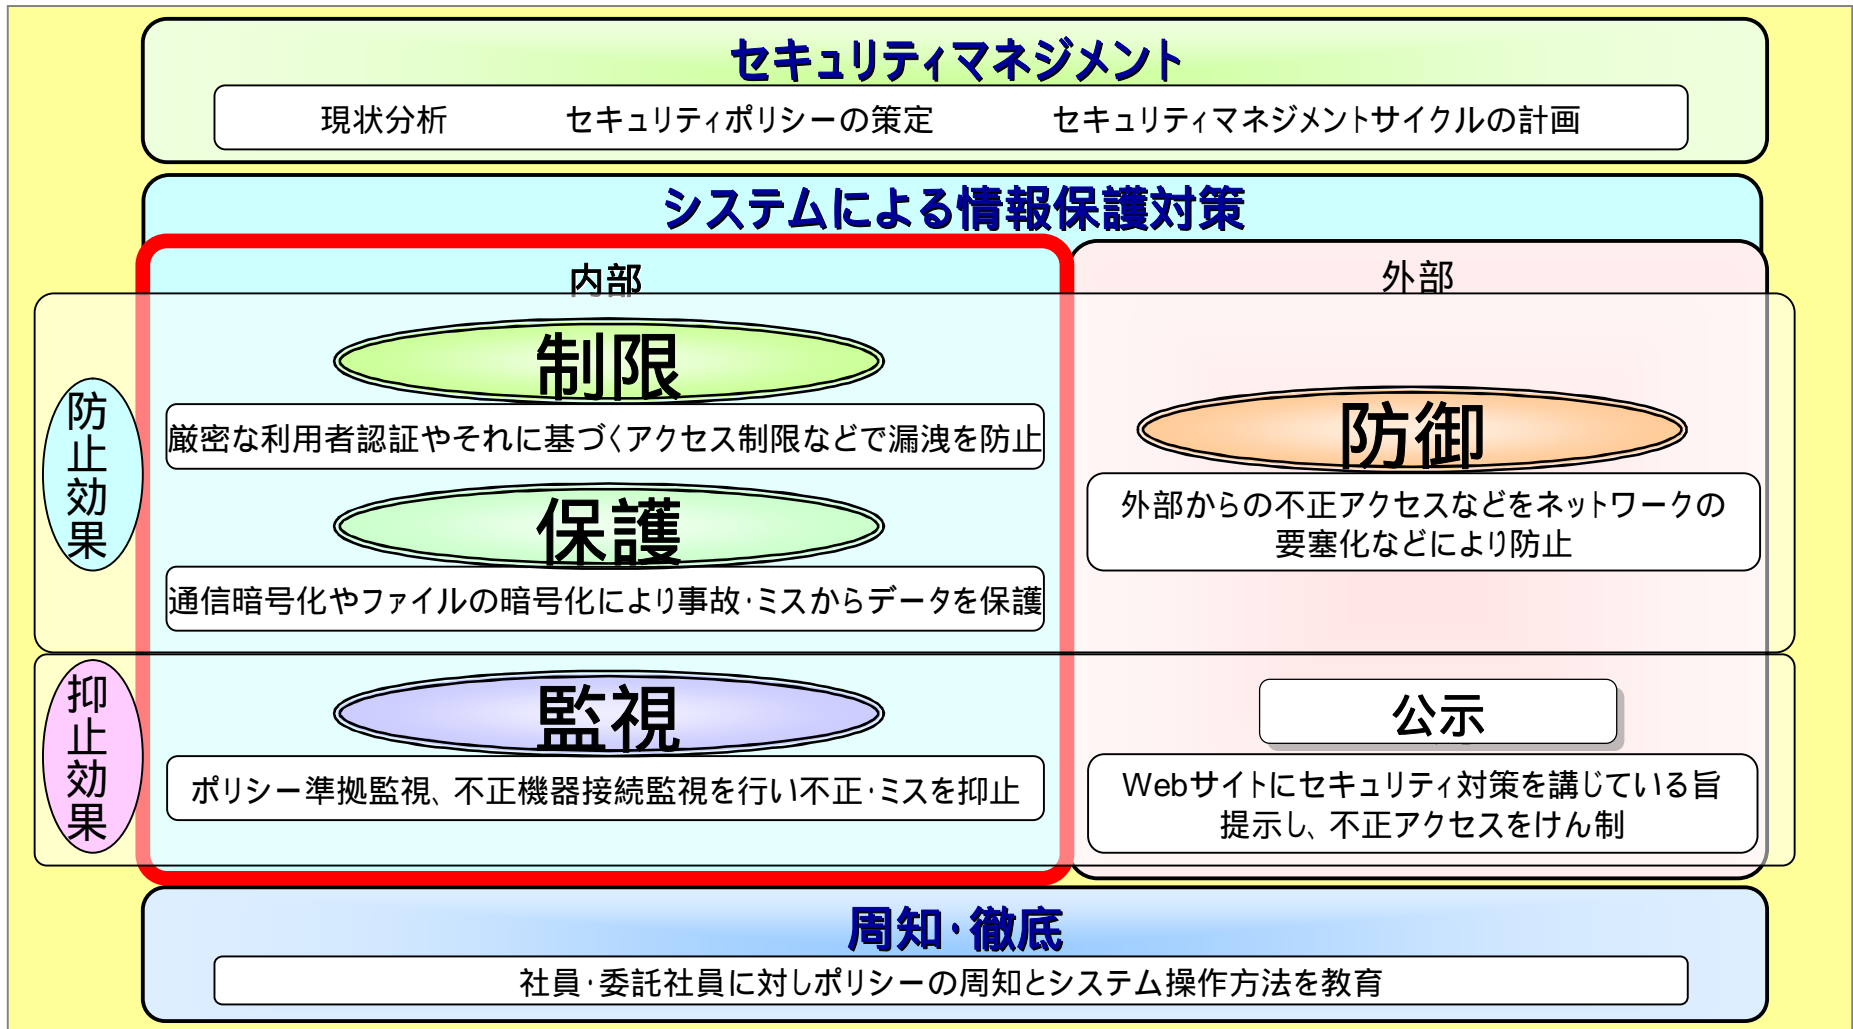 セキュリティマネジメント
現状分析 セキュリティポリシーの策定 セキュリティマネジメントサイクルの計画
システムによる情報保護対策
内部
外部
防止効果
制限
厳密な利用者認証やそれに基づくアクセス制限などで漏洩を防止
保護
通信暗号化やファイルの暗号化により事故・ミスからデータを保護
防御
外部からの不正アクセスなどをネットワークの
要塞化などにより防止
抑止効果
監視
ポリシー準拠監視、不正機器接続監視を行い不正・ミスを抑止
公示
Webサイトにセキュリティ対策を講じている旨
提示し、不正アクセスをけん制
周知・徹底
社員・委託社員に対しポリシーの周知とシステム操作方法を教育